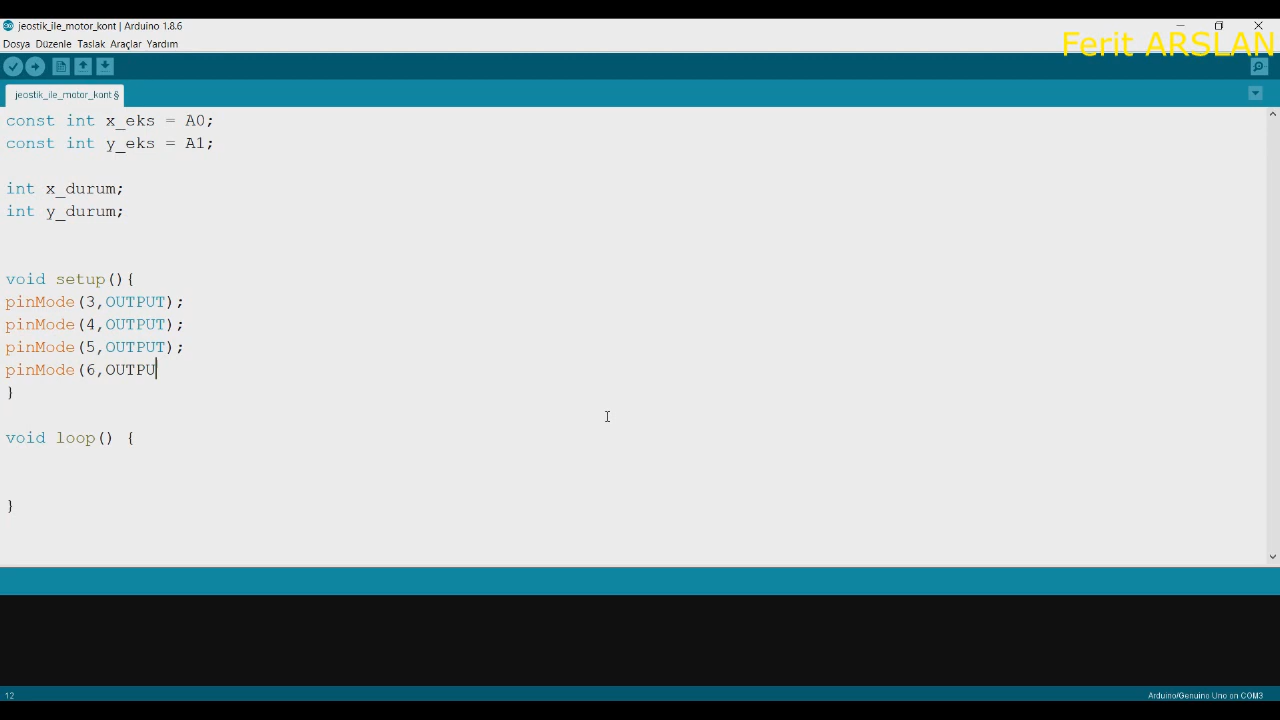 jeostik_ile_motor_kont | Arduino 1.8.6
Dosya Düzenle Taslak Araçlar Yardım
Ferit ARSLAN
jeostik_ile_motor_kont §
const int x_eks = A0;
const int y_eks = A1;
int x_durum;
int y_durum;
void setup(){
pinMode(3,OUTPUT);
pinMode(4,OUTPUT);
pinMode(5,OUTPUT);
pinMode(6,OUTPU
}
void loop() {
}
12
Arduino/Genuino Uno on COM3